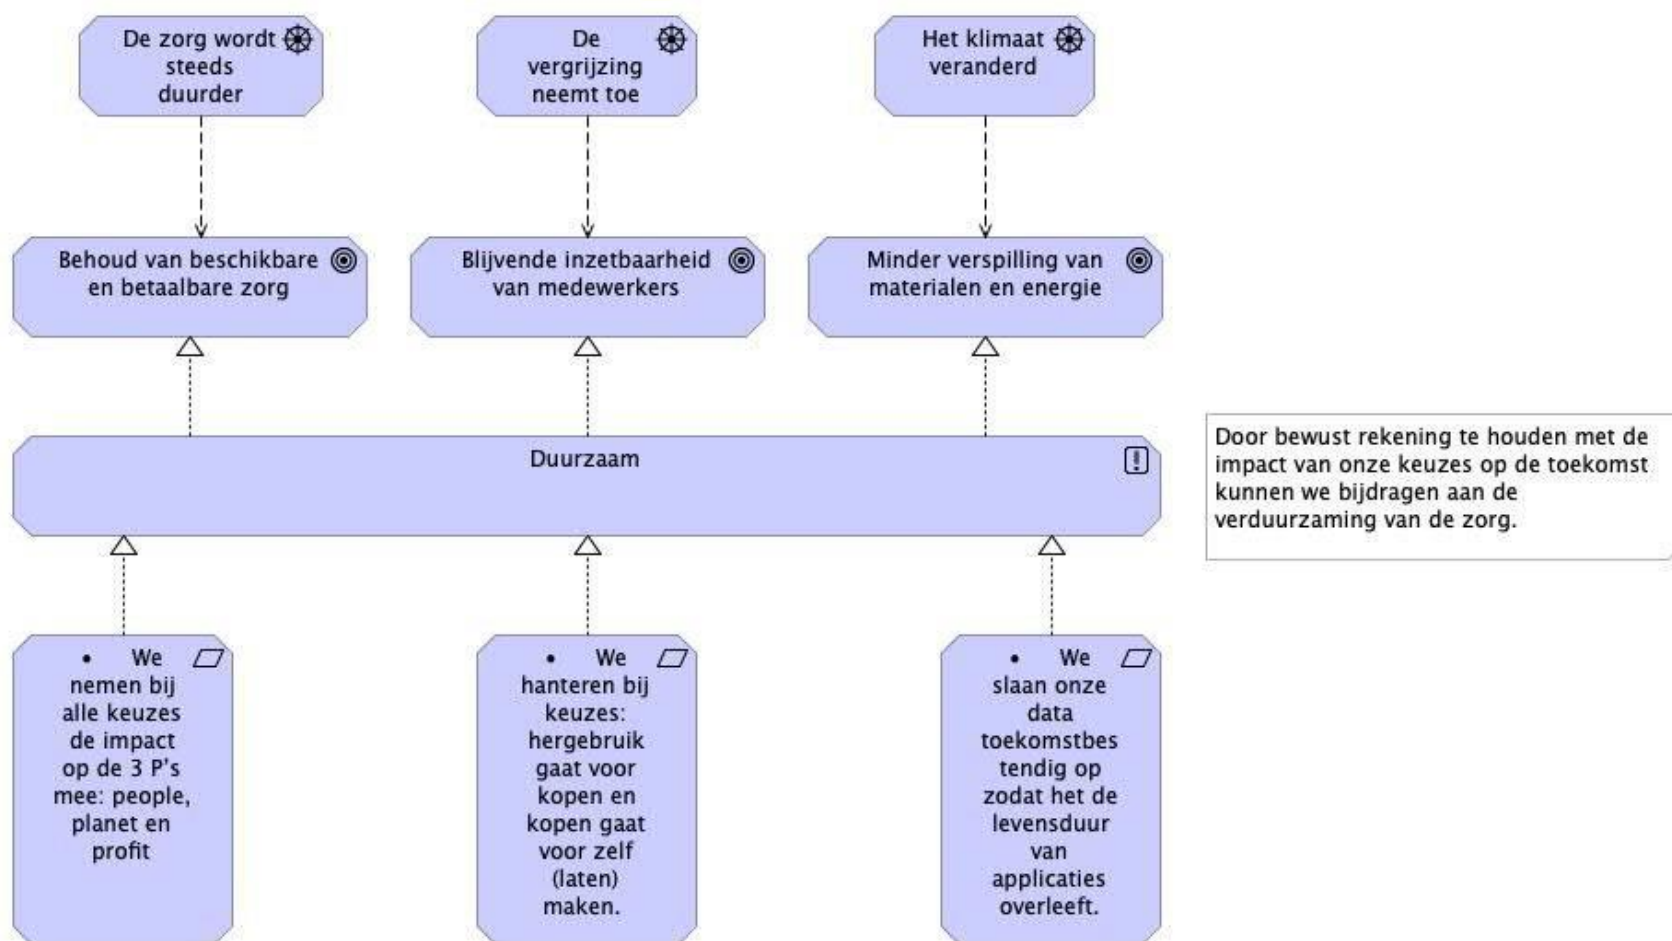 De zorg wordt
steeds
duurder
De
vergrijzing
neemt toe
Het klimaat
veranderd
Behoud van beschikbare
en betaalbare zorg
Blijvende inzetbaarheid
van medewerkers
Minder verspilling van
materialen en energie
Duurzaam
Door bewust rekening te houden met de
impact van onze keuzes op de toekomst
kunnen we bijdragen aan de
verduurzaming van de zorg.
• We
nemen bij
alle keuzes
de impact
op de 3 P's
mee: people,
planet en
profit
• We
hanteren bij
keuzes:
hergebruik
gaat voor
kopen en
kopen gaat
voor zelf
(laten)
maken.
• We
slaan onze
data
toekomstbes
tendig op
zodat het de
levensduur
van
applicaties
overleeft.